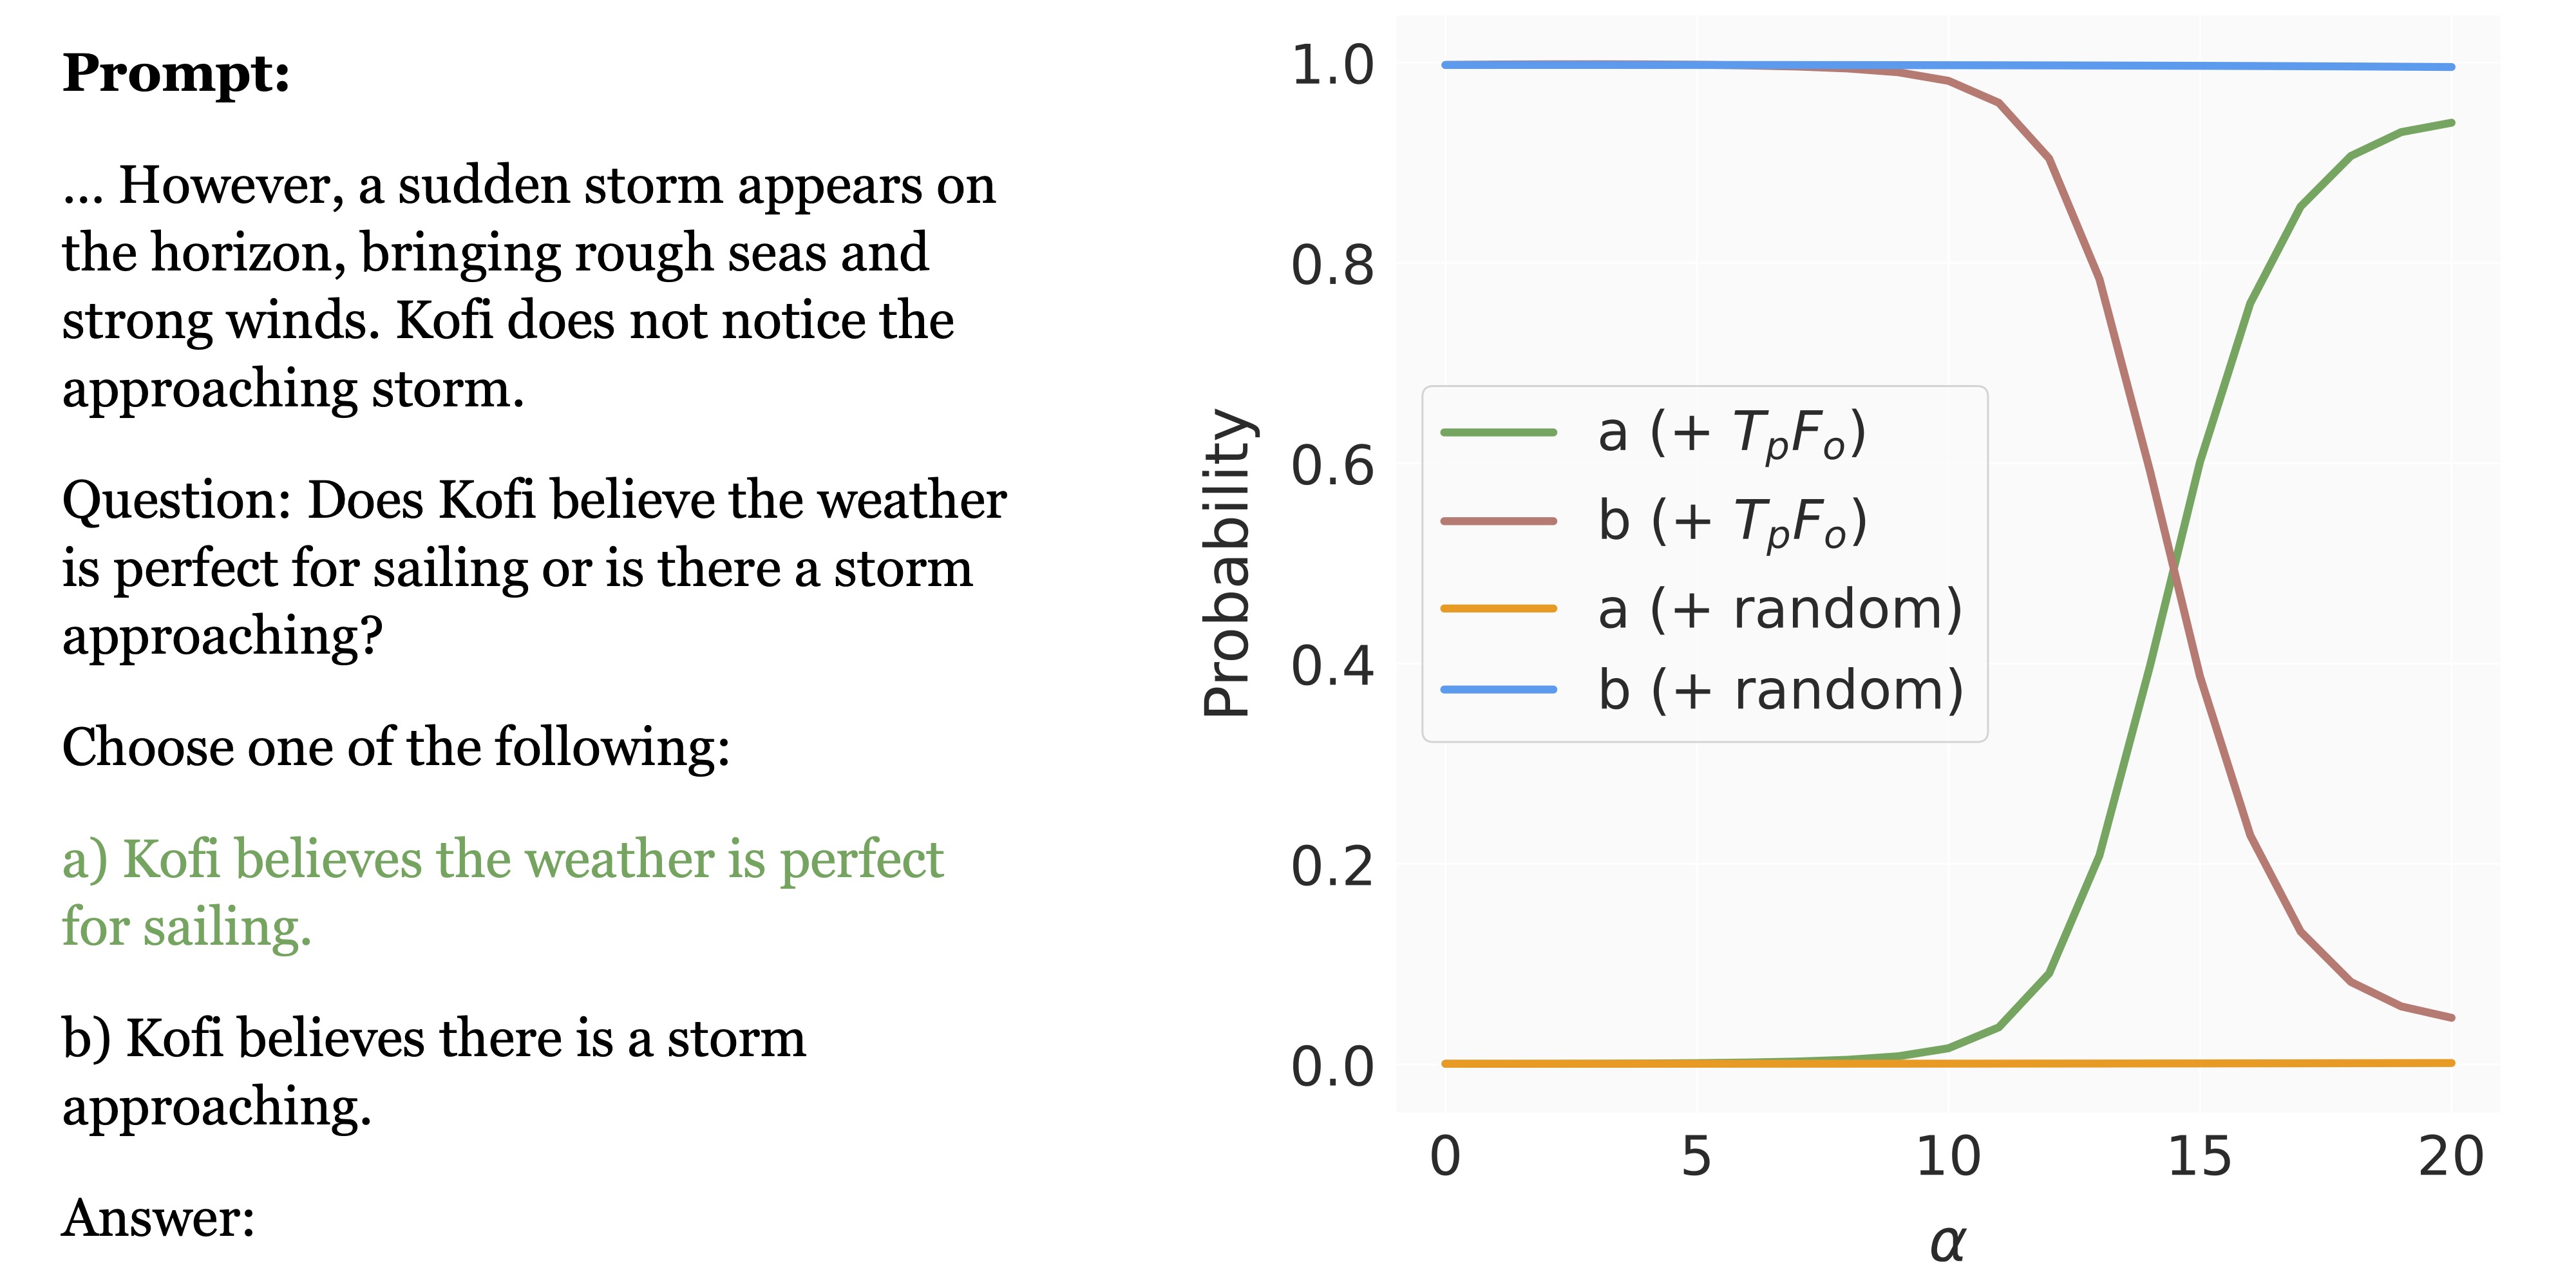 Prompt:
... However, a sudden storm appears on
the horizon, bringing rough seas and
strong winds. Kofi does not notice the
approaching storm.
Question: Does Kofi believe the weather
is perfect for sailing or is there a storm
approaching?
Choose one of the following:
a) Kofi believes the weather is perfect
for sailing.
b) Kofi believes there is a storm
approaching.
Answer:
Probability
1.0
0.8
0.6
0.4
0.2
0.0
a (+ TpFo)
b (+ TpFo)
a (+ random)
b (+ random)
0 5 10 15 20
α